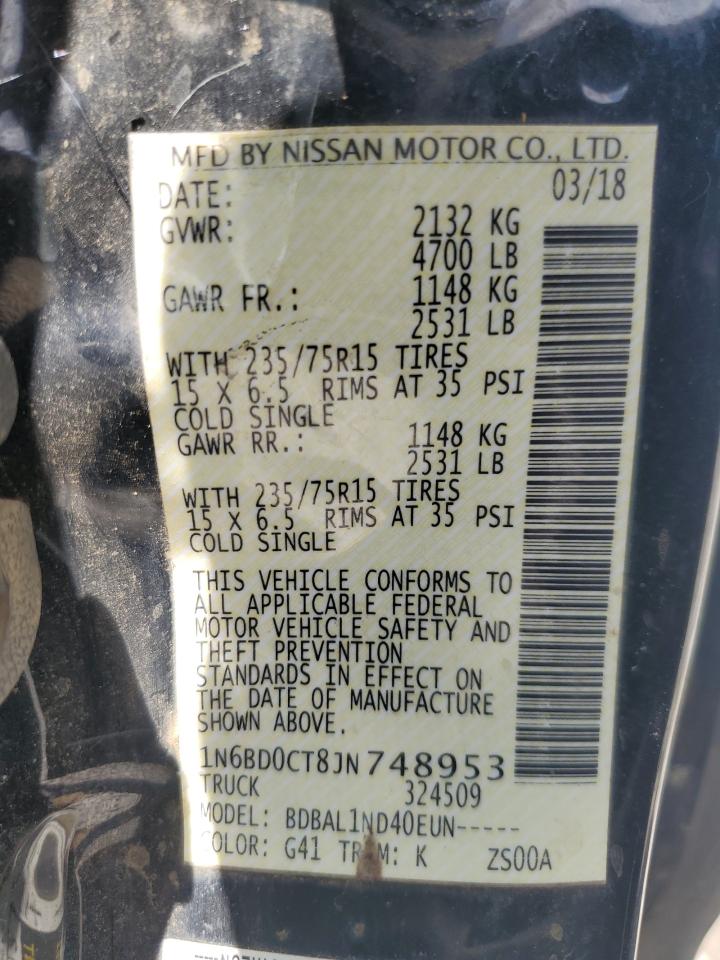 MFD BY NISSAN MOTOR CO., LTD.
DATE: 03/18
GVWR: 2132 KG
4700 LB
GAWR FR.: 1148 KG
2531 LB
WITH 235/75R15 TIRES
15 X 6.5 RIMS AT 35 PSI
COLD SINGLE
GAWR RR.: 1148 KG
2531 LB
WITH 235/75R15 TIRES
15 X 6.5 RIMS AT 35 PSI
COLD SINGLE
THIS VEHICLE CONFORMS TO
ALL APPLICABLE FEDERAL
MOTOR VEHICLE SAFETY AND
THEFT PREVENTION
STANDARDS IN EFFECT ON
THE DATE OF MANUFACTURE
SHOWN ABOVE.
1N6BD0CT8JN748953
TRUCK 324509
MODEL: BDBAL1ND40EUN-----
COLOR: G41 TRIM: K ZS00A